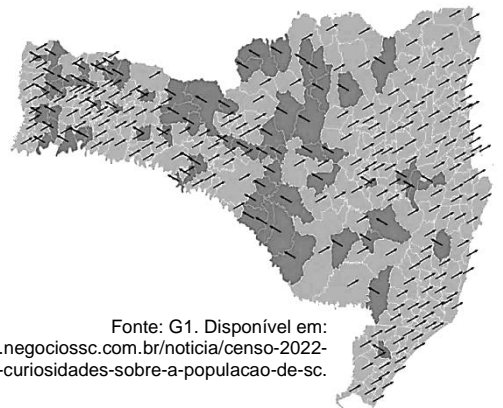 Fonte: G1. Disponível em:
.negociossc.com.br/noticia/censo-2022-
-curiosidades-sobre-a-populacao-de-sc.